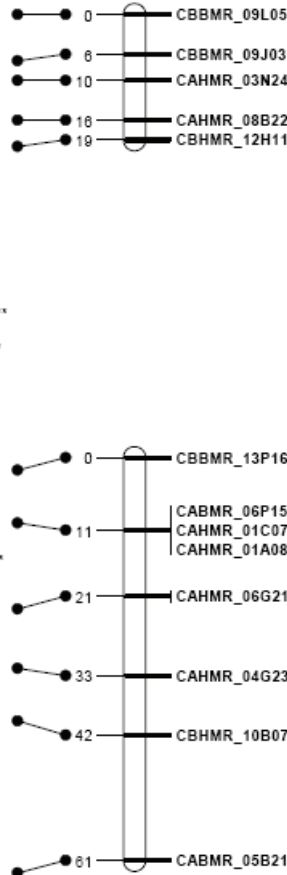 0 CBBMR_09L05
6 CBBMR_09J03
10 CAHMR_03N24
16 CAHMR_08B22
19 CBHMR_12H11
0 CBBMR_13P16
CABMR_06P15
11 CAHMR_01C07
CAHMR_01A08
21 CAHMR_06G21
33 CAHMR_04G23
42 CBHMR_10B07
61 CABMR_05B21